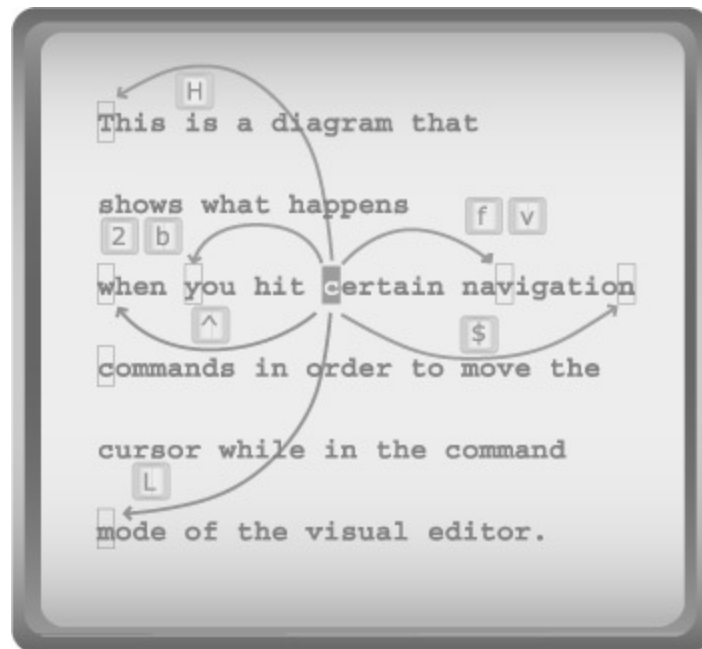 H
This is a diagram that
shows what happens
2 b f v
when you hit certain navigation
^ $
commands in order to move the
cursor while in the command
L
mode of the visual editor.